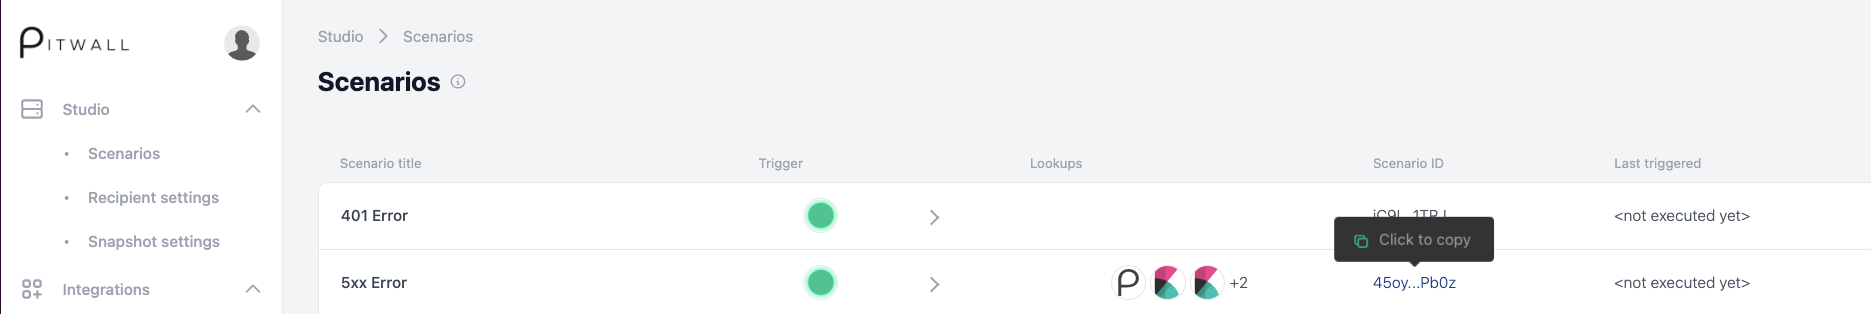 PITWALL
Studio
Scenarios
Recipient settings
Snapshot settings
Integrations
Studio > Scenarios
Scenarios
Scenario title Trigger Lookups Scenario ID Last triggered
401 Error <not executed yet>
Click to copy
5xx Error P +2 45oy...Pb0z <not executed yet>